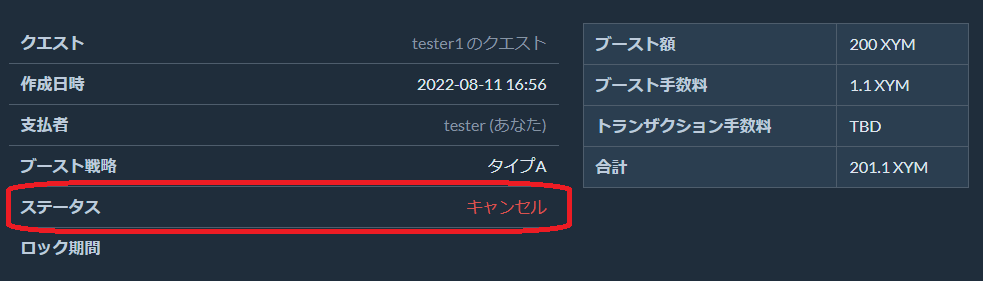 クエスト tester1 のクエスト
作成日時 2022-08-11 16:56
支払者 tester (あなた)
ブースト戦略 タイプA
ステータス キャンセル
ロック期間
ブースト額 200 XYM
ブースト手数料 1.1 XYM
トランザクション手数料 TBD
合計 201.1 XYM